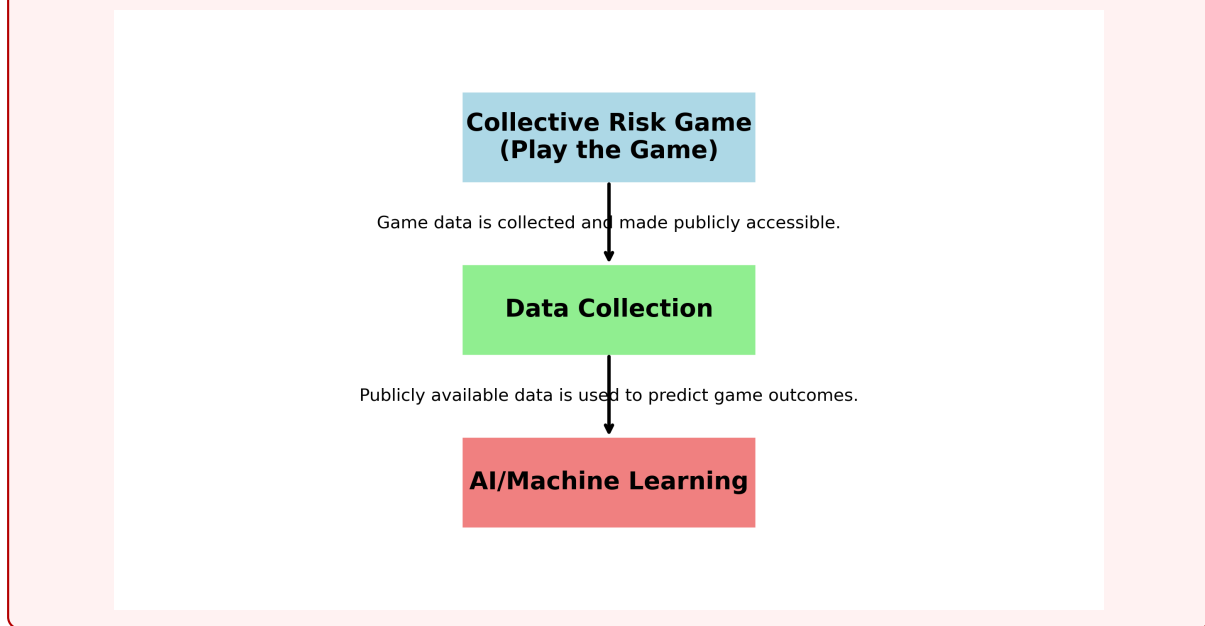 Collective Risk Game
(Play the Game)
Game data is collected and made publicly accessible.
Data Collection
Publicly available data is used to predict game outcomes.
AI/Machine Learning